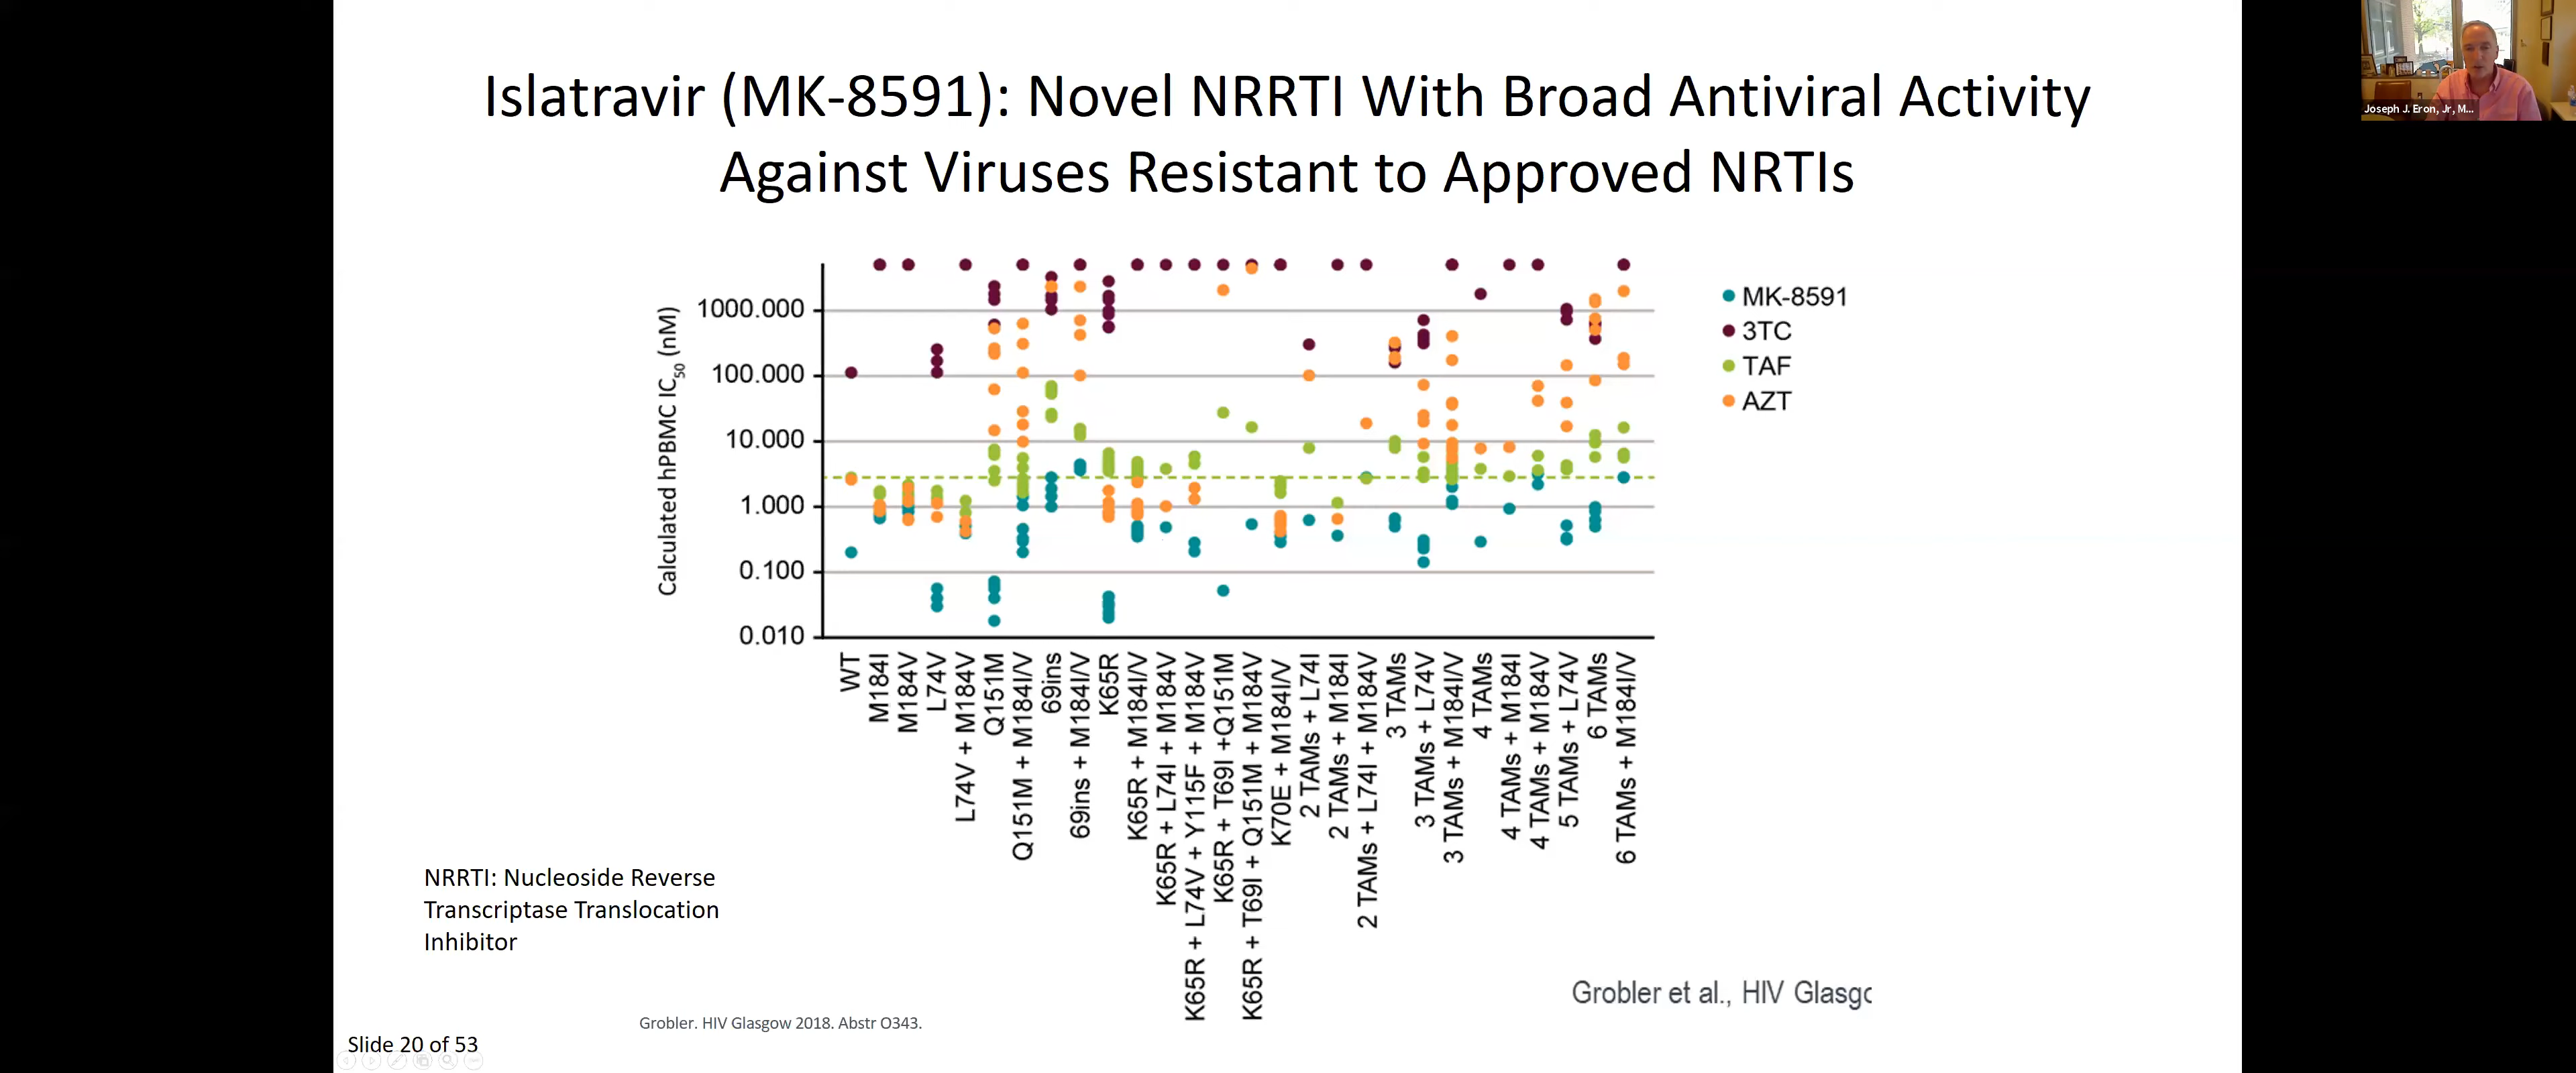 Islatravir (MK-8591): Novel NRRTI With Broad Antiviral Activity
Against Viruses Resistant to Approved NRTIs
Joseph J. Eron, Jr, M...
Calculated hPBMC IC50 (nM)
1000.000
100.000
10.000
1.000
0.100
0.010
MK-8591
3TC
TAF
AZT
WT
M184I
M184V
L74V
L74V + M184V
Q151M
Q151M + M184I/V
69ins
69ins + M184I/V
K65R
K65R + M184I/V
K65R + L74I + M184V
K65R + L74V + Y115F + M184V
K65R + T69I +Q151M
K65R + T69I + Q151M + M184V
K70E + M184I/V
2 TAMs + L74I
2 TAMs + M184I
2 TAMs + L74I + M184V
3 TAMs
3 TAMs + L74V
3 TAMs + M184I/V
4 TAMs
4 TAMs + M184I
4 TAMs + M184V
5 TAMs + L74V
6 TAMs
6 TAMs + M184I/V
NRRTI: Nucleoside Reverse
Transcriptase Translocation
Inhibitor
Grobler et al., HIV Glasgo
Grobler. HIV Glasgow 2018. Abstr O343.
Slide 20 of 53